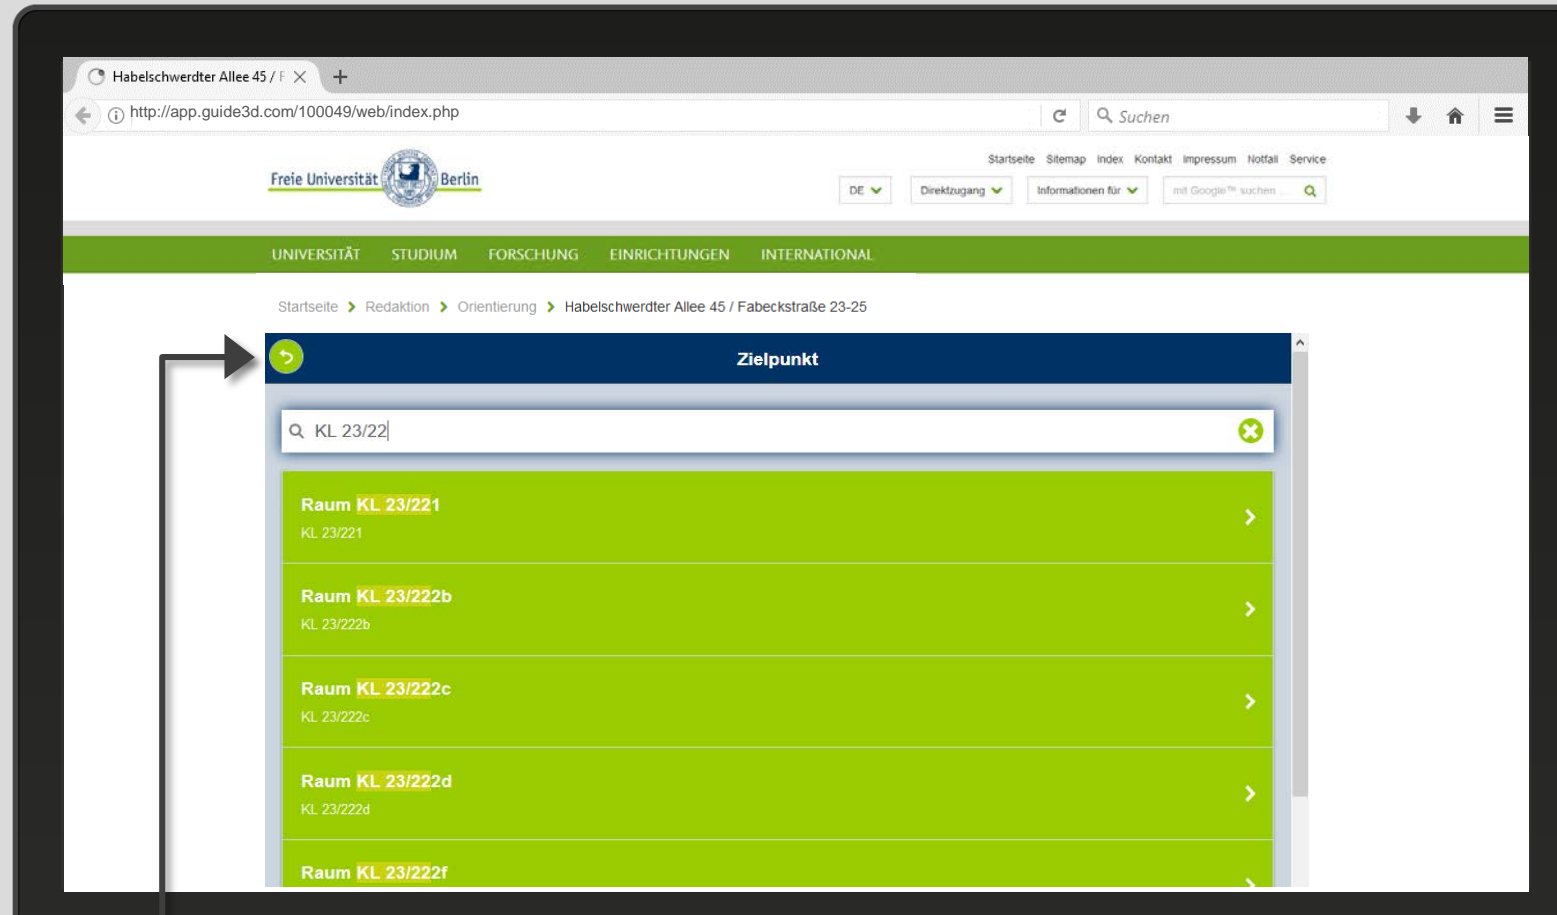 Habelschwerdter Allee 45 / F
http://app.guide3d.com/100049/web/index.php
Suchen
Startseite Sitemap Index Kontakt Impressum Notfall Service
Freie Universität Berlin
DE Direktzugang Informationen für mit Google™ suchen ...
UNIVERSITÄT STUDIUM FORSCHUNG EINRICHTUNGEN INTERNATIONAL
Startseite Redaktion Orientierung Habelschwerdter Allee 45 / Fabeckstraße 23-25
Zielpunkt
KL 23/22
Raum KL 23/221
KL 23/221
Raum KL 23/222b
KL 23/222b
Raum KL 23/222c
KL 23/222c
Raum KL 23/222d
KL 23/222d
Raum KL 23/222f